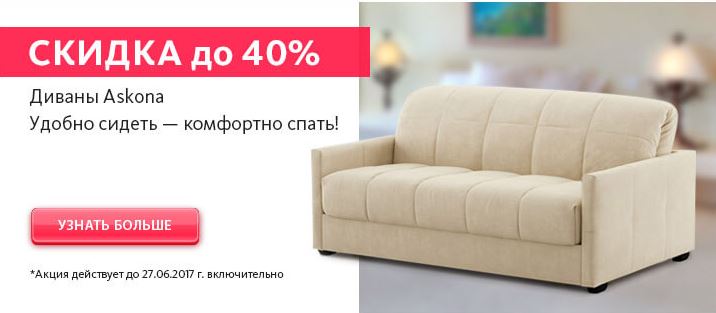 СКИДКА до 40%
Диваны Askona
Удобно сидеть — комфортно спать!
УЗНАТЬ БОЛЬШЕ
*Акция действует до 27.06.2017 г. включительно